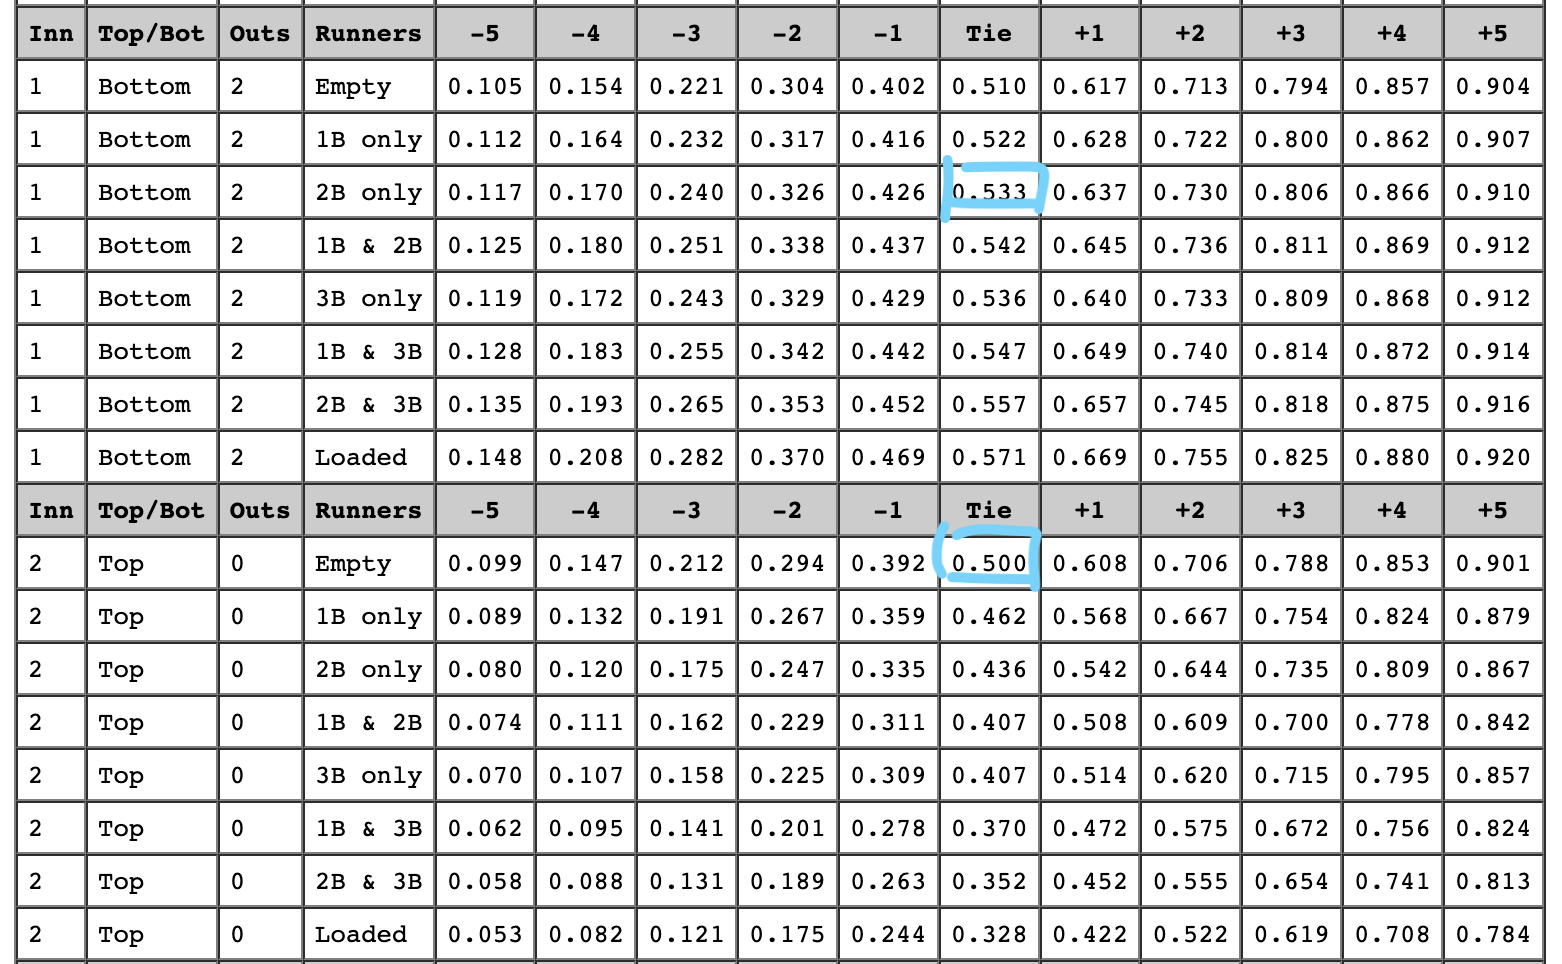 Inn Top/Bot Outs Runners -5 -4 -3 -2 -1 Tie +1 +2 +3 +4 +5
1 Bottom 2 Empty 0.105 0.154 0.221 0.304 0.402 0.510 0.617 0.713 0.794 0.857 0.904
1 Bottom 2 1B only 0.112 0.164 0.232 0.317 0.416 0.522 0.628 0.722 0.800 0.862 0.907
1 Bottom 2 2B only 0.117 0.170 0.240 0.326 0.426 0.533 0.637 0.730 0.806 0.866 0.910
1 Bottom 2 1B & 2B 0.125 0.180 0.251 0.338 0.437 0.542 0.645 0.736 0.811 0.869 0.912
1 Bottom 2 3B only 0.119 0.172 0.243 0.329 0.429 0.536 0.640 0.733 0.809 0.868 0.912
1 Bottom 2 1B & 3B 0.128 0.183 0.255 0.342 0.442 0.547 0.649 0.740 0.814 0.872 0.914
1 Bottom 2 2B & 3B 0.135 0.193 0.265 0.353 0.452 0.557 0.657 0.745 0.818 0.875 0.916
1 Bottom 2 Loaded 0.148 0.208 0.282 0.370 0.469 0.571 0.669 0.755 0.825 0.880 0.920
Inn Top/Bot Outs Runners -5 -4 -3 -2 -1 Tie +1 +2 +3 +4 +5
2 Top 0 Empty 0.099 0.147 0.212 0.294 0.392 0.500 0.608 0.706 0.788 0.853 0.901
2 Top 0 1B only 0.089 0.132 0.191 0.267 0.359 0.462 0.568 0.667 0.754 0.824 0.879
2 Top 0 2B only 0.080 0.120 0.175 0.247 0.335 0.436 0.542 0.644 0.735 0.809 0.867
2 Top 0 1B & 2B 0.074 0.111 0.162 0.229 0.311 0.407 0.508 0.609 0.700 0.778 0.842
2 Top 0 3B only 0.070 0.107 0.158 0.225 0.309 0.407 0.514 0.620 0.715 0.795 0.857
2 Top 0 1B & 3B 0.062 0.095 0.141 0.201 0.278 0.370 0.472 0.575 0.672 0.756 0.824
2 Top 0 2B & 3B 0.058 0.088 0.131 0.189 0.263 0.352 0.452 0.555 0.654 0.741 0.813
2 Top 0 Loaded 0.053 0.082 0.121 0.175 0.244 0.328 0.422 0.522 0.619 0.708 0.784